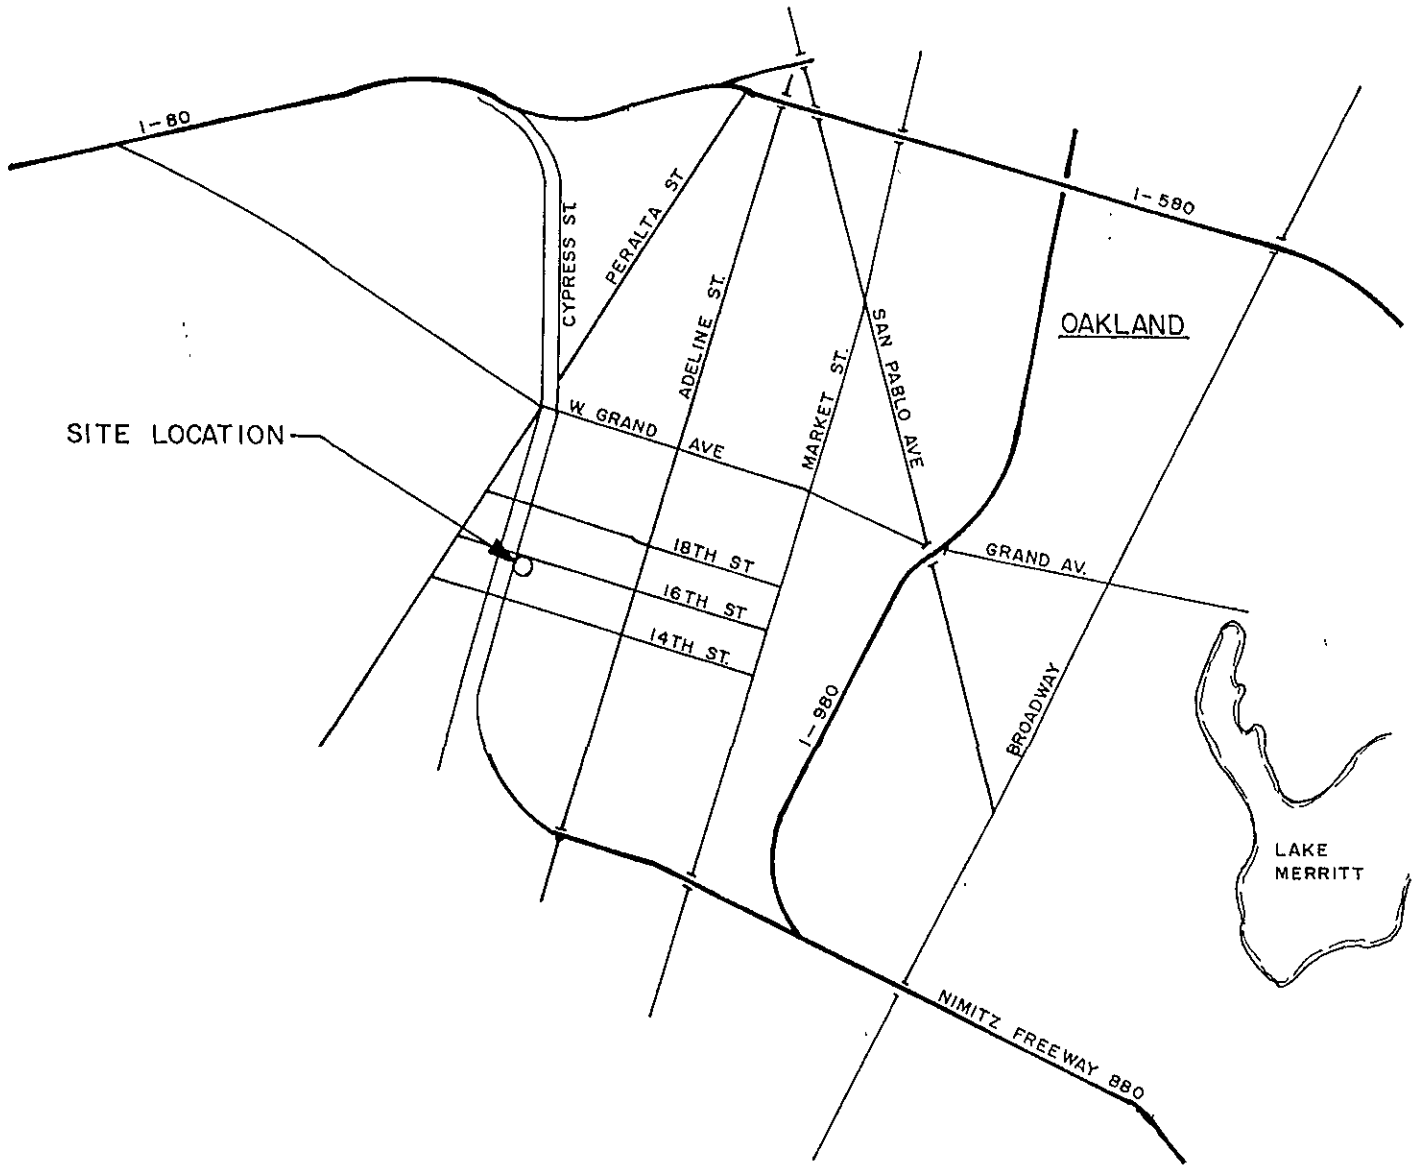 I-80
PERALTA ST
CYPRESS ST.
I-580
ADELINE ST.
SAN PABLO AVE
OAKLAND
MARKET ST.
SITE LOCATION
W. GRAND AVE
18TH ST
GRAND AV.
16TH ST
14TH ST.
I-980
BROADWAY
LAKE
MERRITT
NIMITZ FREEWAY 880